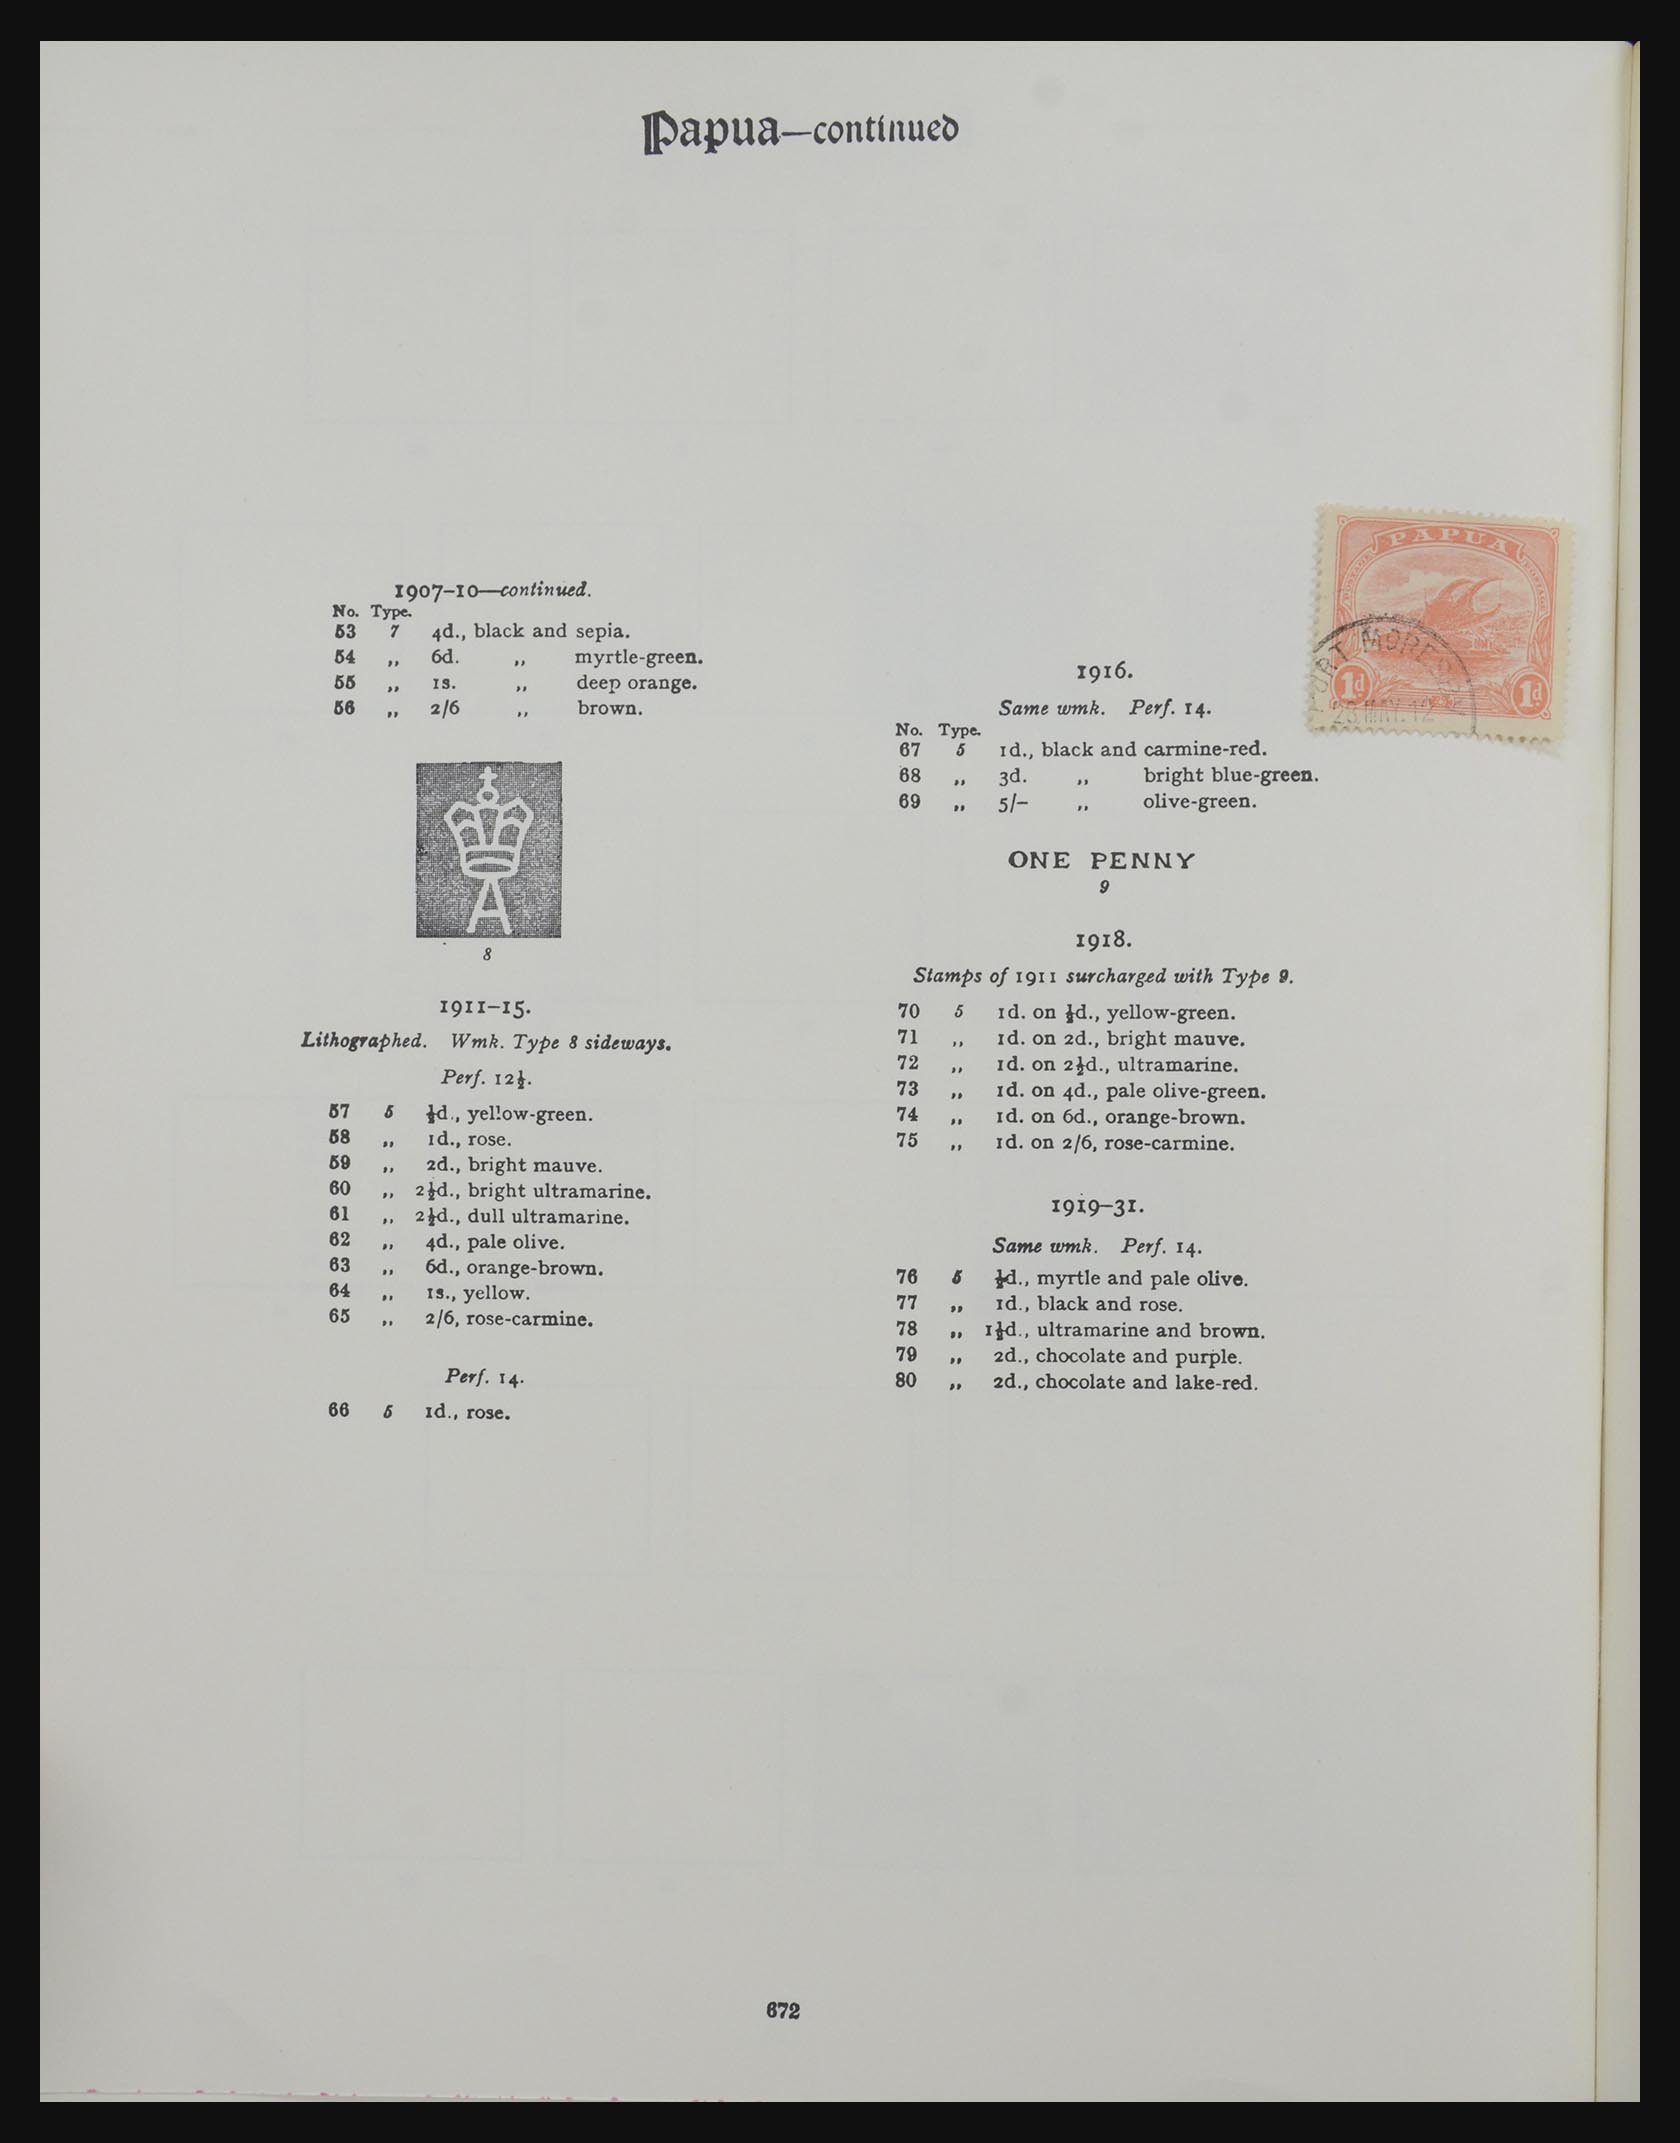 Papua—continued
1907–10—continued.
No. Type.
53 7 4d., black and sepia.
54 ,, 6d. ,, myrtle-green.
55 ,, 1s. ,, deep orange.
56 ,, 2/6 ,, brown.
A
8
1911–15.
Lithographed. Wmk. Type 8 sideways.
Perf. 12½.
57 5 ½d., yellow-green.
58 ,, 1d., rose.
59 ,, 2d., bright mauve.
60 ,, 2½d., bright ultramarine.
61 ,, 2½d., dull ultramarine.
62 ,, 4d., pale olive.
63 ,, 6d., orange-brown.
64 ,, 1s., yellow.
65 ,, 2/6, rose-carmine.
Perf. 14.
66 5 1d., rose.
PAPUA
POSTAGE POSTAGE
PORT MORESBY
1d 1d
1916.
Same wmk. Perf. 14.
No. Type.
67 5 1d., black and carmine-red.
68 ,, 3d. ,, bright blue-green.
69 ,, 5/– ,, olive-green.
ONE PENNY
9
1918.
Stamps of 1911 surcharged with Type 9.
70 5 1d. on ½d., yellow-green.
71 ,, 1d. on 2d., bright mauve.
72 ,, 1d. on 2½d., ultramarine.
73 ,, 1d. on 4d., pale olive-green.
74 ,, 1d. on 6d., orange-brown.
75 ,, 1d. on 2/6, rose-carmine.
1919–31.
Same wmk. Perf. 14.
76 5 ½d., myrtle and pale olive.
77 ,, 1d., black and rose.
78 ,, 1½d., ultramarine and brown.
79 ,, 2d., chocolate and purple.
80 ,, 2d., chocolate and lake-red.
672